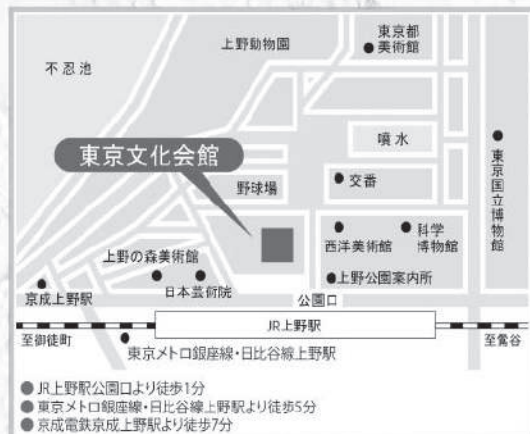 上野動物園
東京都
美術館
不忍池
噴水
東京文化会館
交番
野球場
東京国立博物館
西洋美術館
科学
博物館
上野の森美術館
日本芸術院
上野公園案内所
京成上野駅
公園口
JR上野駅
至御徒町
至鶯谷
東京メトロ銀座線・日比谷線上野駅
●JR上野駅公園口より徒歩1分
●東京メトロ銀座線・日比谷線上野駅より徒歩5分
●京成電鉄京成上野駅より徒歩7分